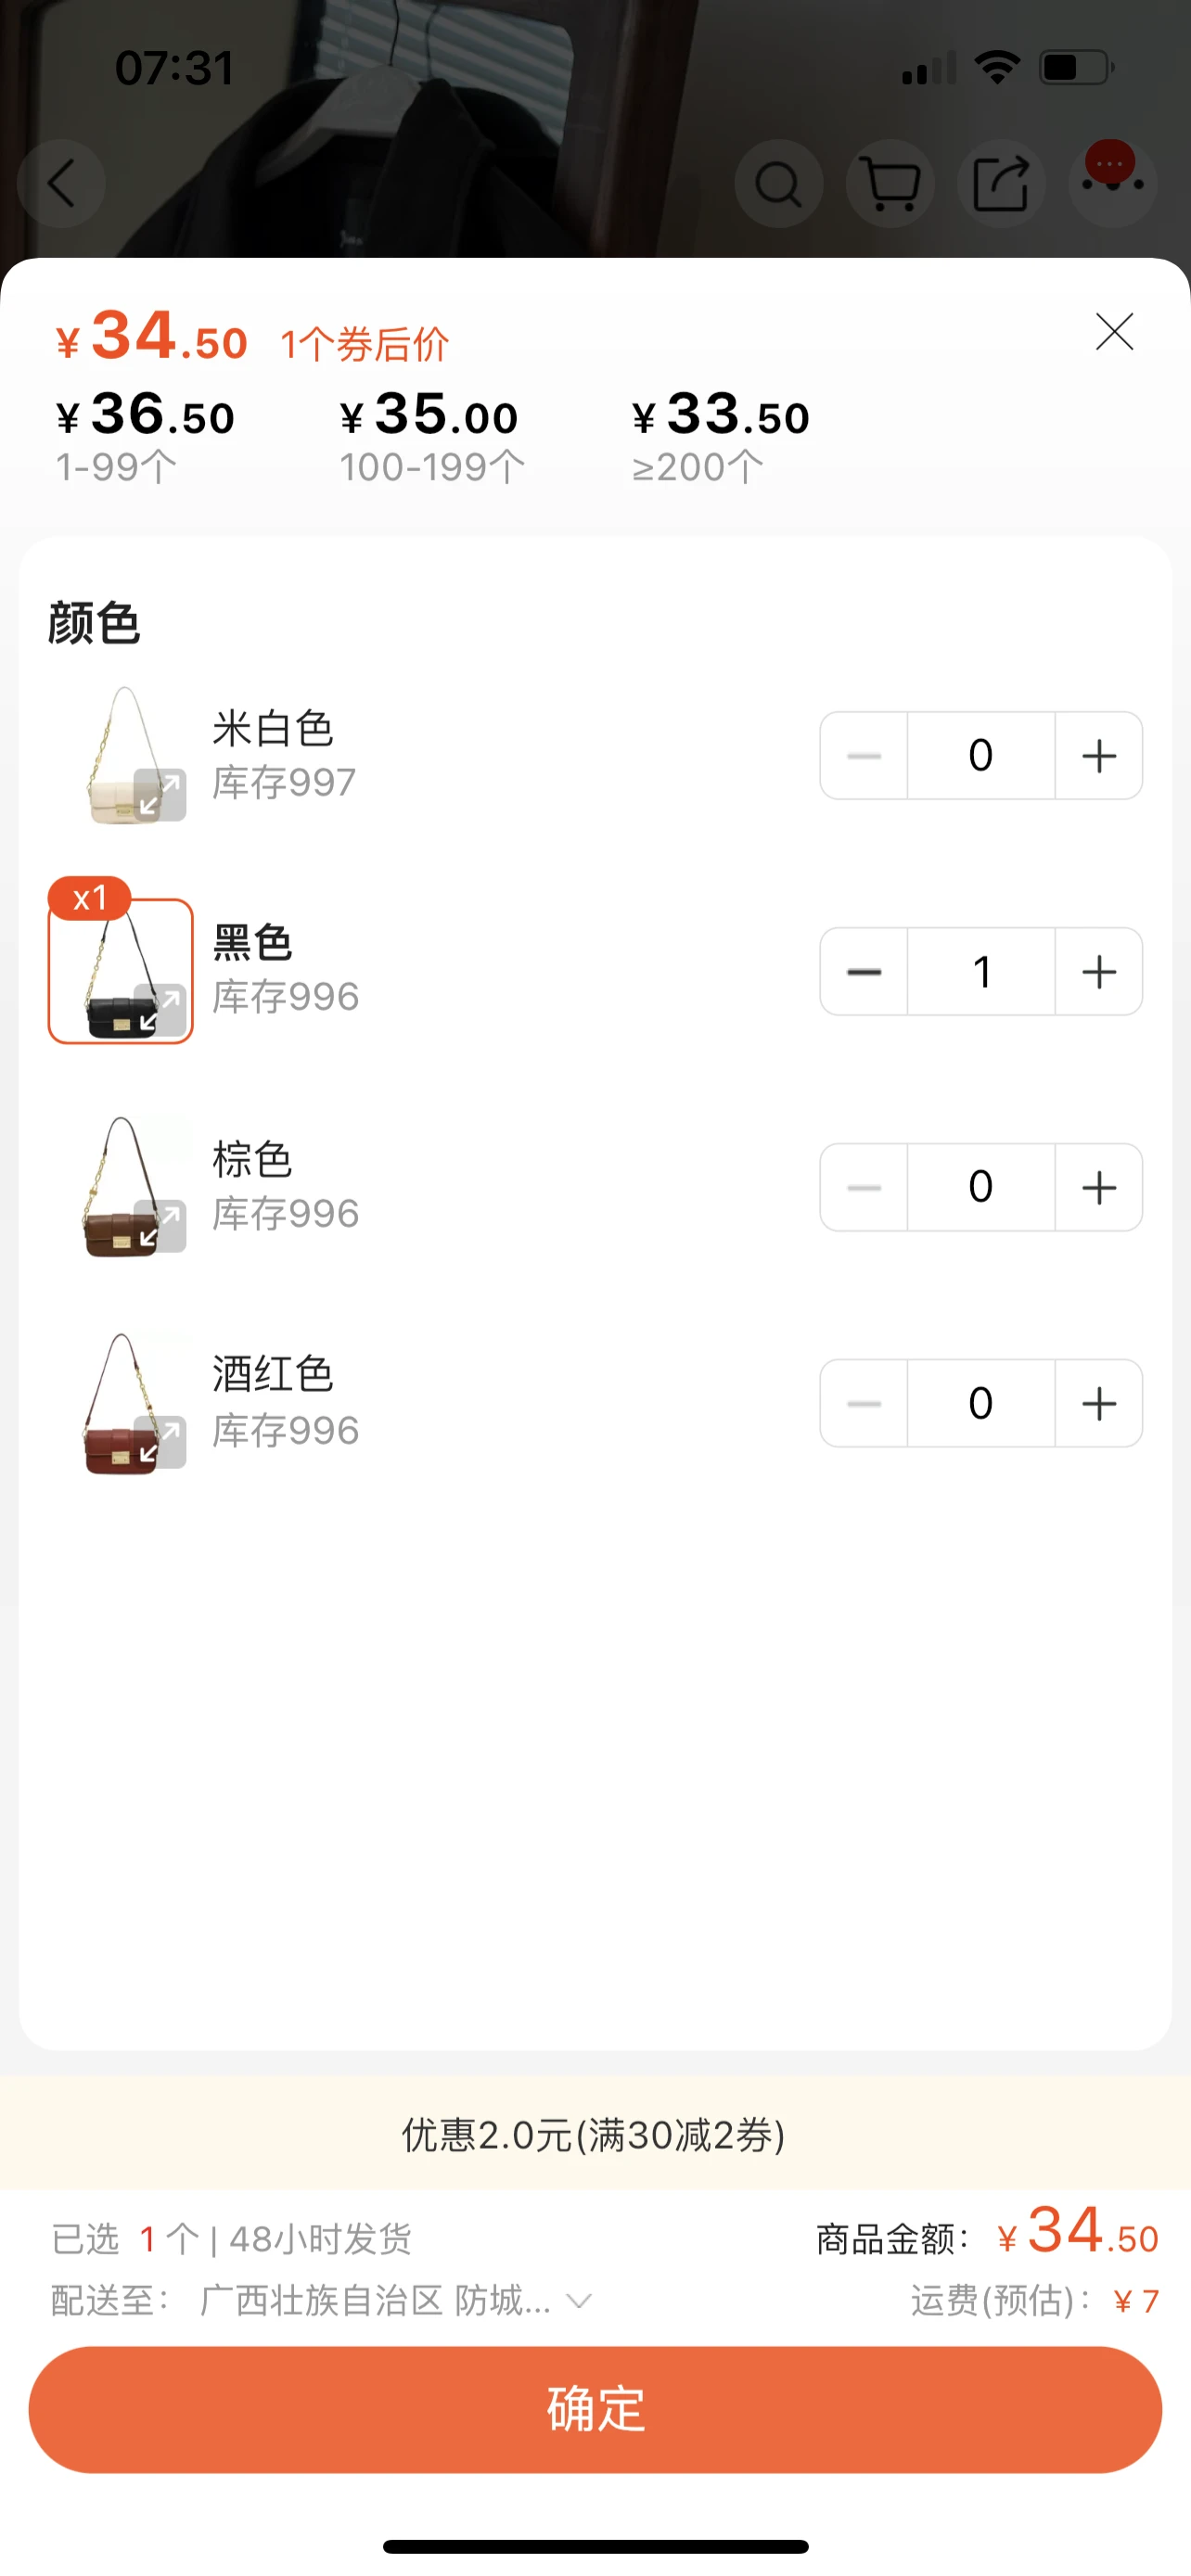 07:31
¥34.50 1个券后价
¥36.50 ¥35.00 ¥33.50
1-99个 100-199个 ≥200个
颜色
米白色
库存997
0
x1
黑色
库存996
1
棕色
库存996
0
酒红色
库存996
0
优惠2.0元(满30减2券)
已选 1 个 | 48小时发货 商品金额: ¥34.50
配送至: 广西壮族自治区 防城... 运费(预估): ¥7
确定